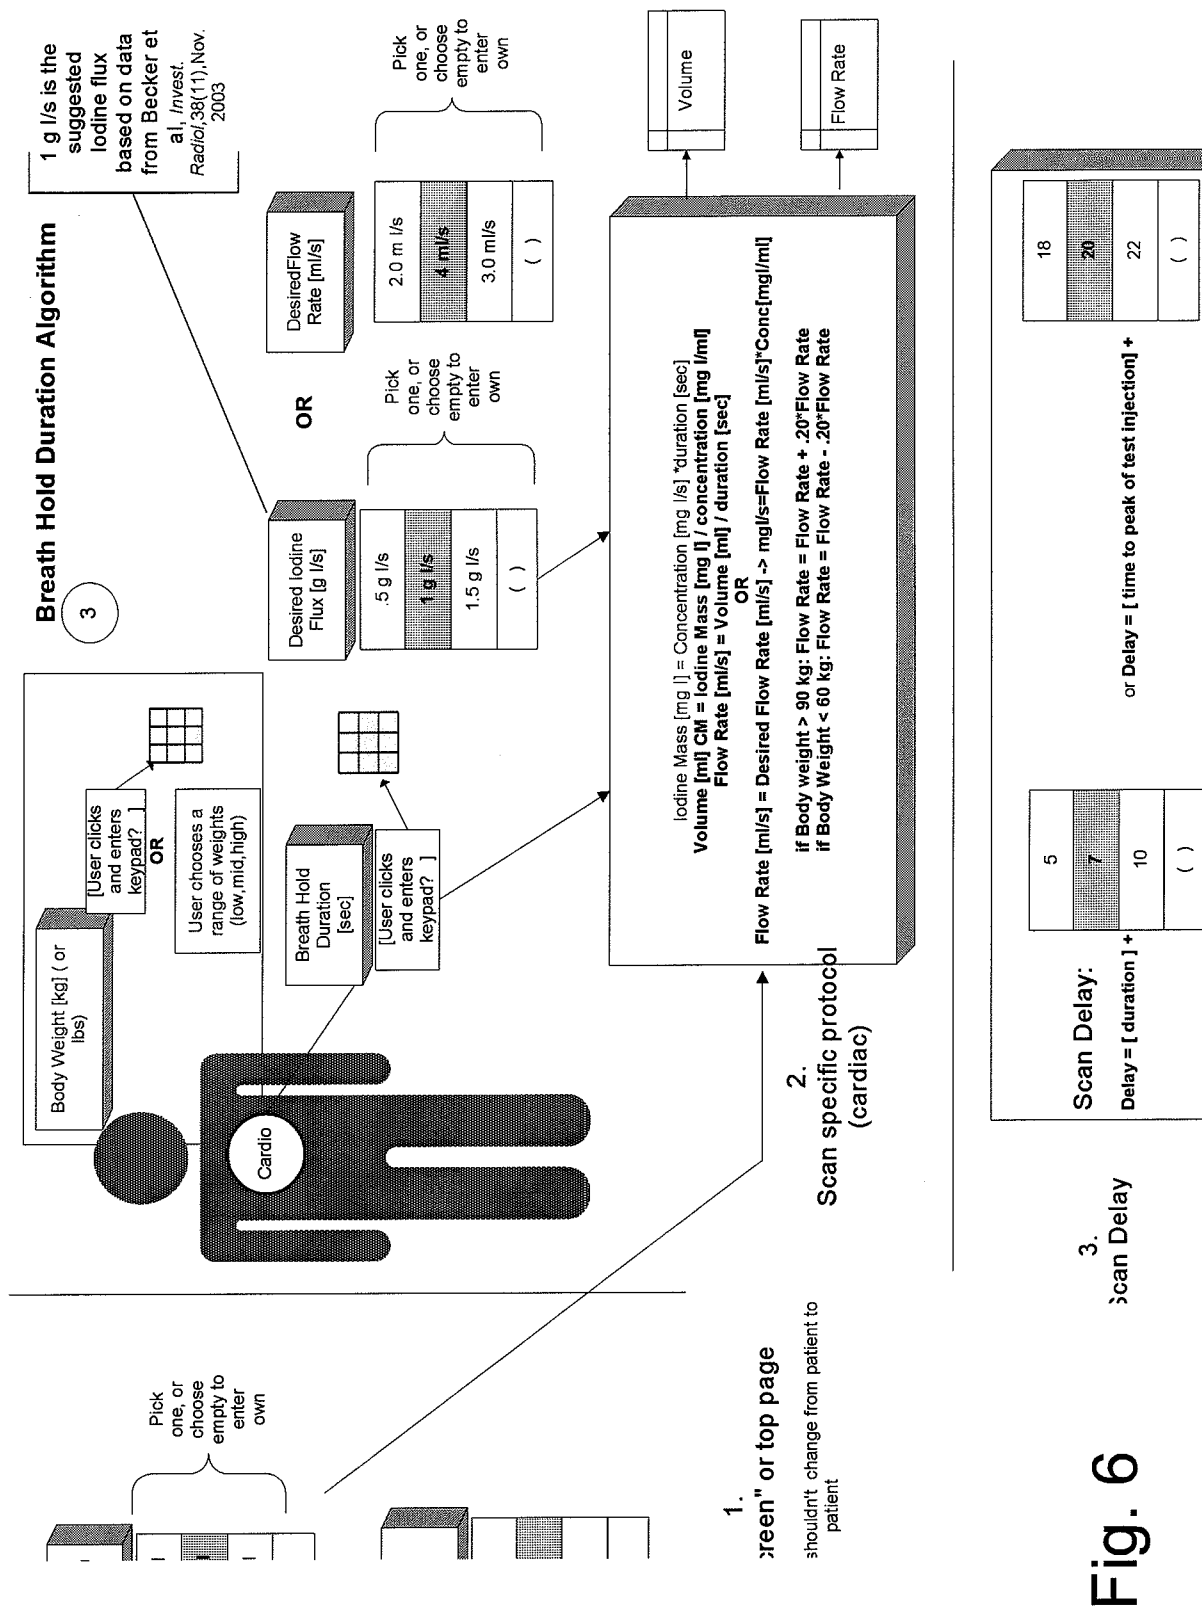 Breath Hold Duration Algorithm
3
1 g I/s is the
suggested
Iodine flux
based on data
from Becker et
al, Invest.
Radiol,38(11),Nov.
2003
Body Weight [kg] ( or
lbs)
[User clicks
and enters
keypad? ]
OR
User chooses a
range of weights
(low,mid,high)
Cardio
Breath Hold
Duration
[sec]
[User clicks
and enters
keypad? ]
Desired Iodine
Flux [g I/s]
.5 g I/s
1 g I/s
1.5 g I/s
( )
Pick
one, or
choose
empty to
enter
own
OR
DesiredFlow
Rate [ml/s]
2.0 m l/s
4 ml/s
3.0 ml/s
( )
Pick
one, or
choose
empty to
enter
own
Pick
one, or
choose
empty to
enter
own
Iodine Mass [mg I] = Concentration [mg I/s] *duration [sec]
Volume [ml] CM = Iodine Mass [mg I] / concentration [mg I/ml]
Flow Rate [ml/s] = Volume [ml] / duration [sec]
OR
Flow Rate [ml/s] = Desired Flow Rate [ml/s] -> mgI/s=Flow Rate [ml/s]*Conc[mgI/ml]
if Body weight > 90 kg: Flow Rate = Flow Rate + .20*Flow Rate
if Body Weight < 60 kg: Flow Rate = Flow Rate - .20*Flow Rate
Volume
Flow Rate
1.
reen" or top page
shouldn't change from patient to
patient
2.
Scan specific protocol
(cardiac)
3.
Scan Delay
Scan Delay:
Delay = [ duration ] +
5
7
10
( )
or Delay = [ time to peak of test injection] +
18
20
22
( )
Fig. 6